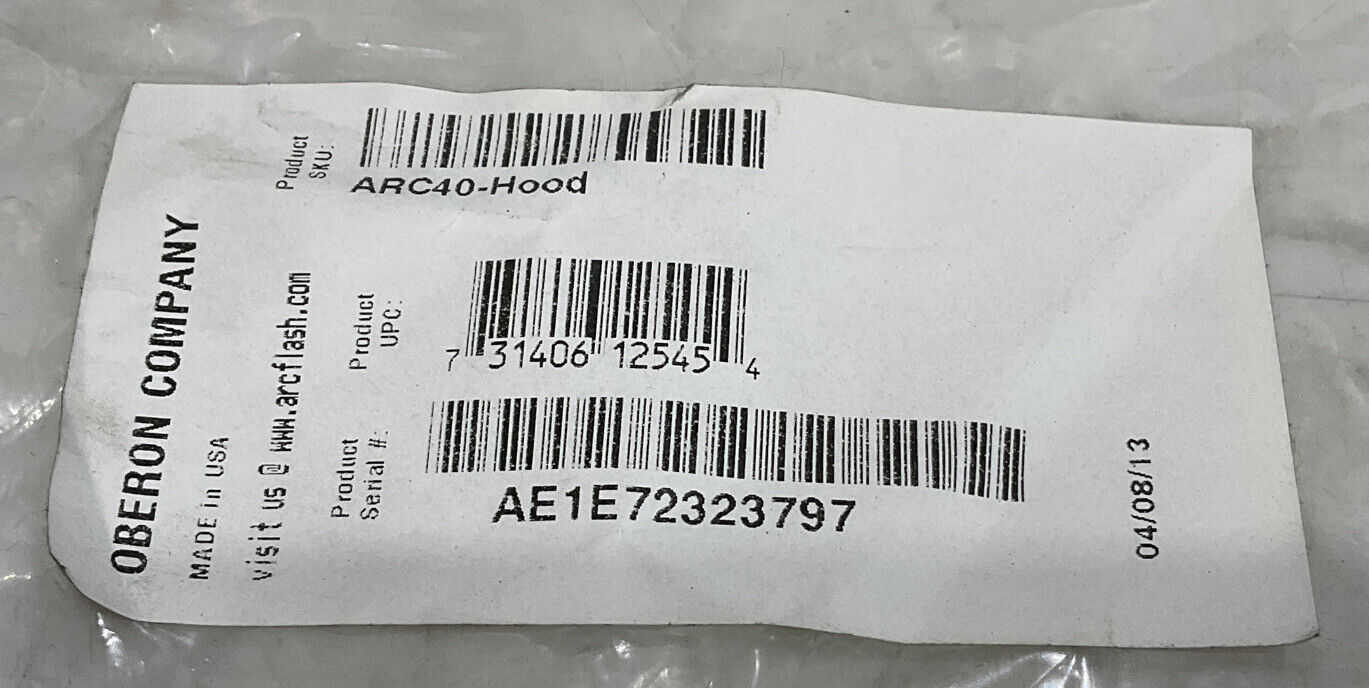 OBERON COMPANY
MADE in USA
visit us @ www.arcflash.com
Product
SKU:
ARC40-Hood
Product
UPC:
7 31406 12545 4
Product
Serial #:
AE1E72323797
04/08/13